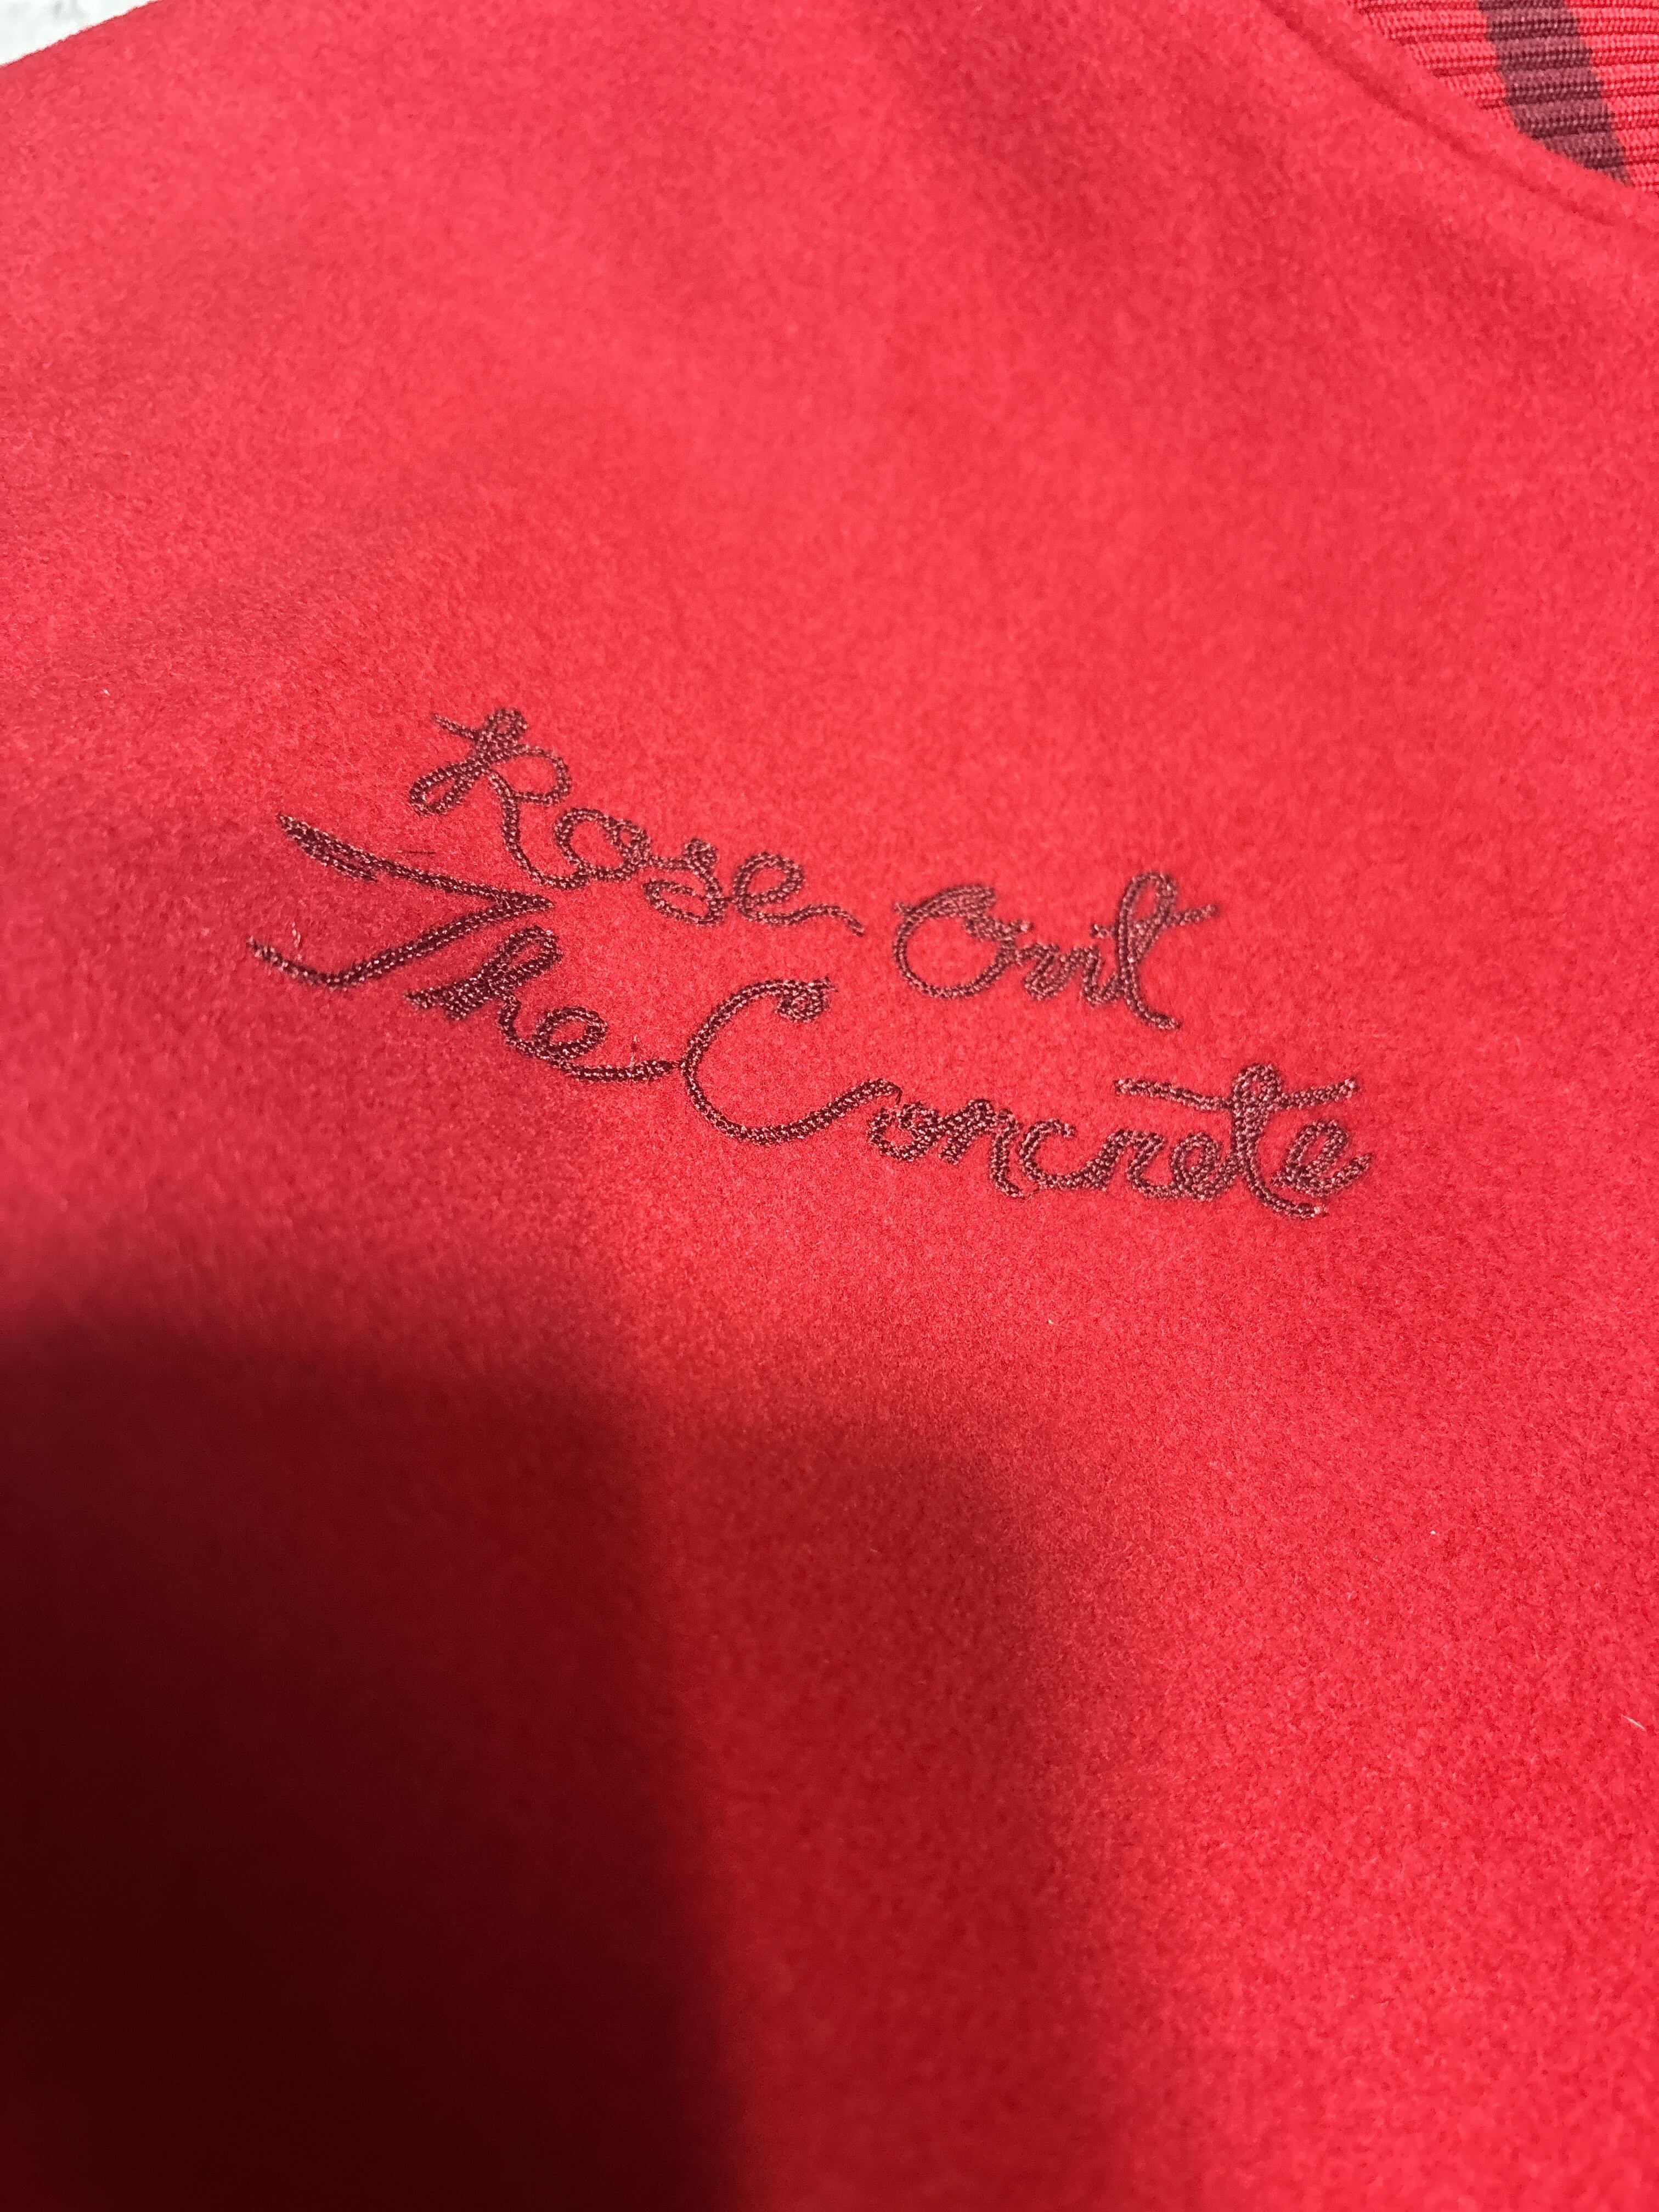 Rose Out
The Concrete